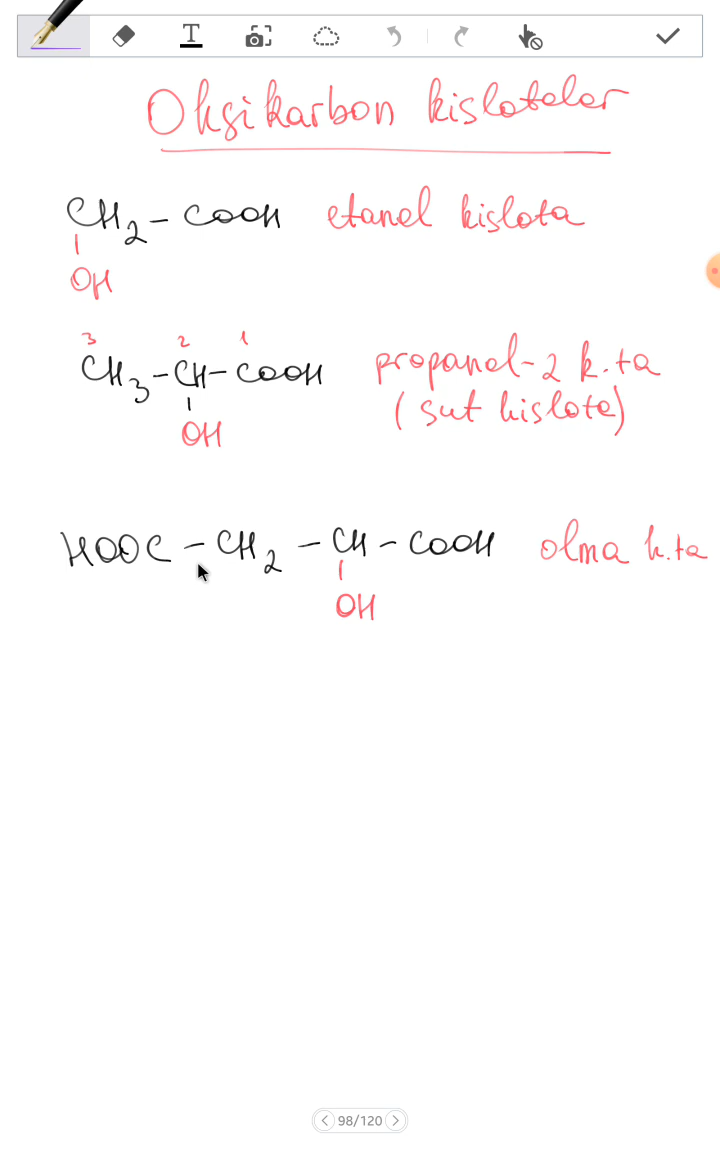 T
Oksikarbon kislotalar
CH2 - COOH etanol kislota
OH
3 2 1
CH3 - CH - COOH propanol-2 k.ta
OH (sut kislota)
HOOC - CH2 - CH - COOH olma k.ta
OH
98/120